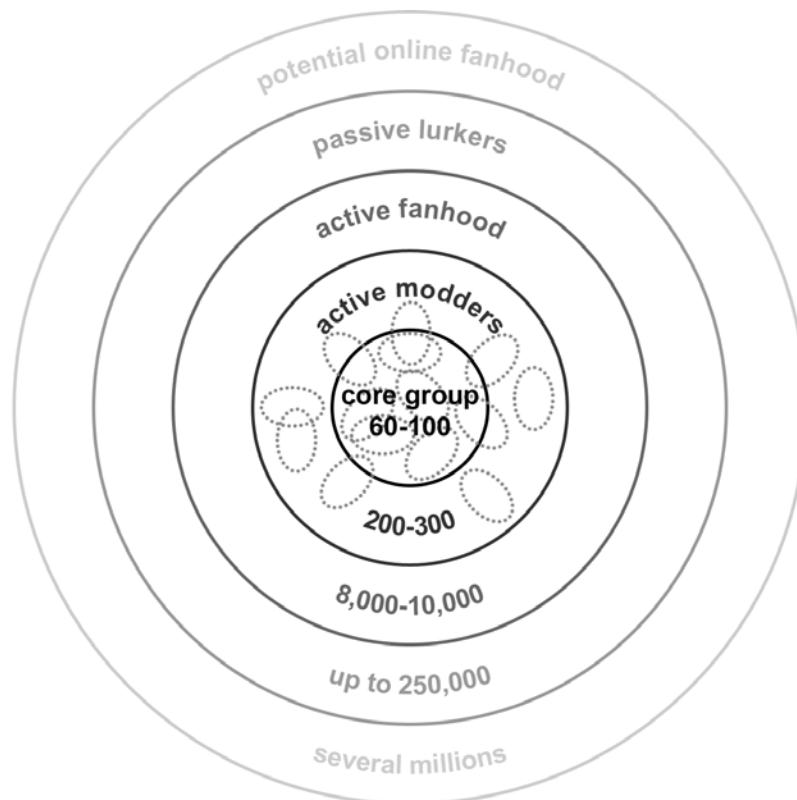 potential online fanhood
passive lurkers
active fanhood
active modders
core group
60-100
200-300
8,000-10,000
up to 250,000
several millions